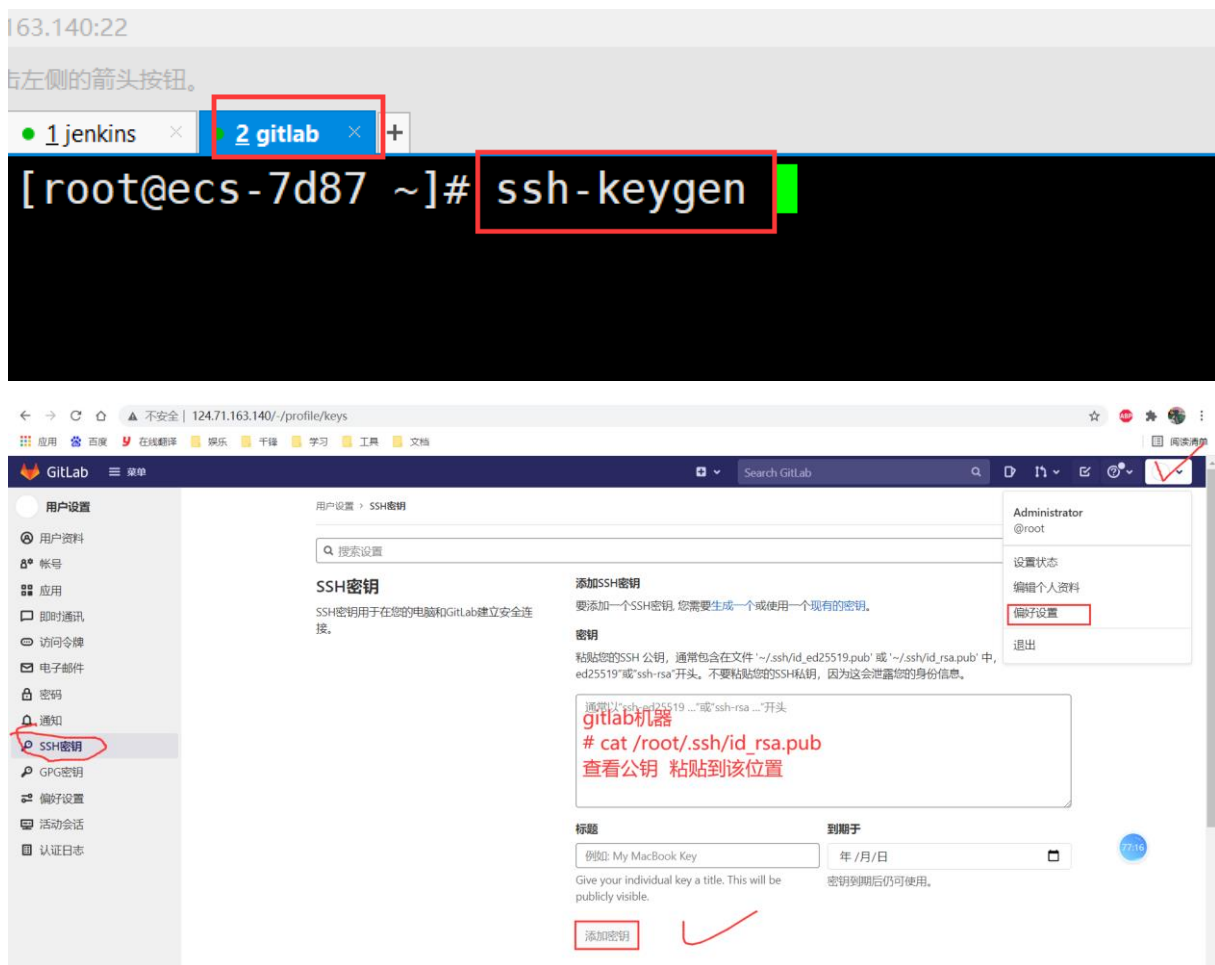 163.140:22
击左侧的箭头按钮。
1 jenkins × 2 gitlab × +
[root@ecs-7d87 ~]# ssh-keygen
不安全 | 124.71.163.140/-/profile/keys
应用 百度 在线翻译 娱乐 千锋 学习 工具 文档 阅读清单
GitLab 菜单 Search GitLab
用户设置
用户设置 › SSH密钥
Administrator
@root
用户资料
搜索设置
帐号
设置状态
SSH密钥
添加SSH密钥
应用
编辑个人资料
SSH密钥用于在您的电脑和GitLab建立安全连接。
要添加一个SSH密钥, 您需要生成一个或使用一个现有的密钥。
即时通讯
偏好设置
访问令牌
密钥
退出
电子邮件
粘贴您的SSH 公钥，通常包含在文件 '~/.ssh/id_ed25519.pub' 或 '~/.ssh/id_rsa.pub' 中，
ed25519"或"ssh-rsa"开头。不要粘贴您的SSH私钥，因为这会泄露您的身份信息。
密码
通知
通常以"ssh-ed25519 ..."或"ssh-rsa ..."开头
gitlab机器
SSH密钥
# cat /root/.ssh/id_rsa.pub
GPG密钥
查看公钥 粘贴到该位置
偏好设置
活动会话
标题 到期于
认证日志
例如: My MacBook Key
年 /月/日
77:16
Give your individual key a title. This will be
publicly visible.
密钥到期后仍可使用。
添加密钥